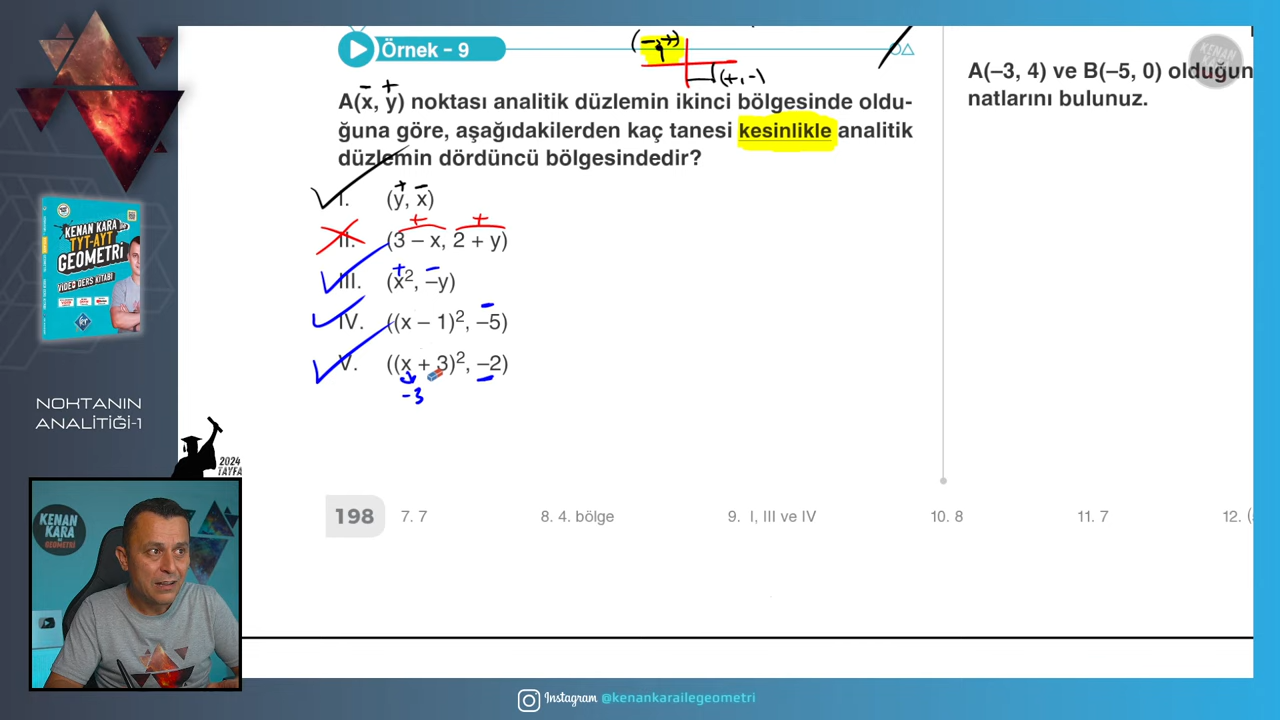 Örnek - 9
(-,+)
(+,-)
- +
A(x, y) noktası analitik düzlemin ikinci bölgesinde oldu-
ğuna göre, aşağıdakilerden kaç tanesi kesinlikle analitik
düzlemin dördüncü bölgesindedir?
+ -
I. (y, x)
+ +
II. (3 – x, 2 + y)
+ -
III. (x², –y)
-
IV. ((x – 1)², –5)
V. ((x + 3)², –2)
-
-3
A(–3, 4) ve B(–5, 0) olduğun
natlarını bulunuz.
KENAN
KARA
KENAN KARA
TYT-AYT
GEOMETRİ
VİDEO DERS KİTABI
NOKTANIN
ANALİTİĞİ-1
2024
TAYFA
KENAN
KARA
GEOMETRİ
198 7. 7 8. 4. bölge 9. I, III ve IV 10. 8 11. 7 12. (
Instagram @kenankarailegeometri